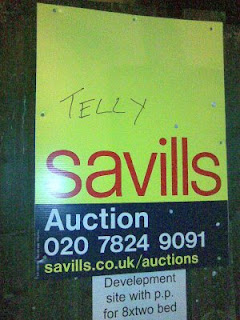 TELLY
savills
Auction
020 7824 9091
savills.co.uk/auctions
Development
site with p.p.
for 8xtwo bed